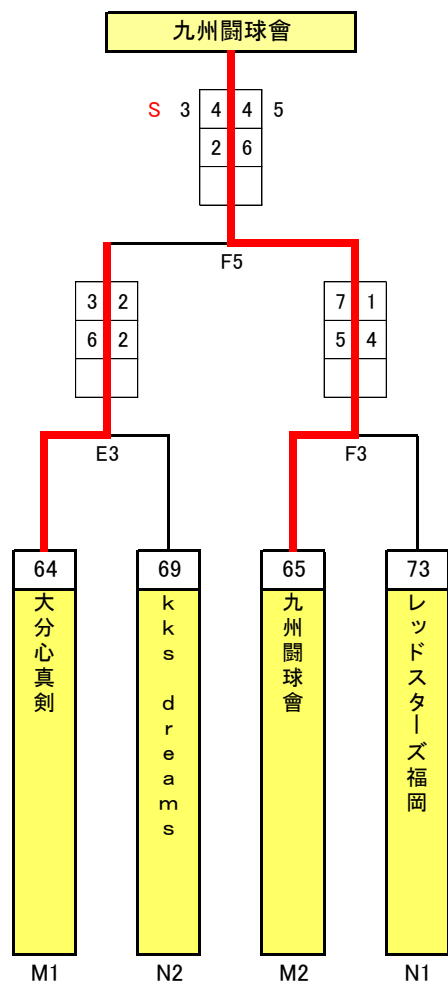 九州闘球會
S 3 4 4 5
2 6
F5
3 2 7 1
6 2 5 4
E3 F3
64 69 65 73
大分心真剣
kks dreams
九州闘球會
レッドスターズ福岡
M1 N2 M2 N1